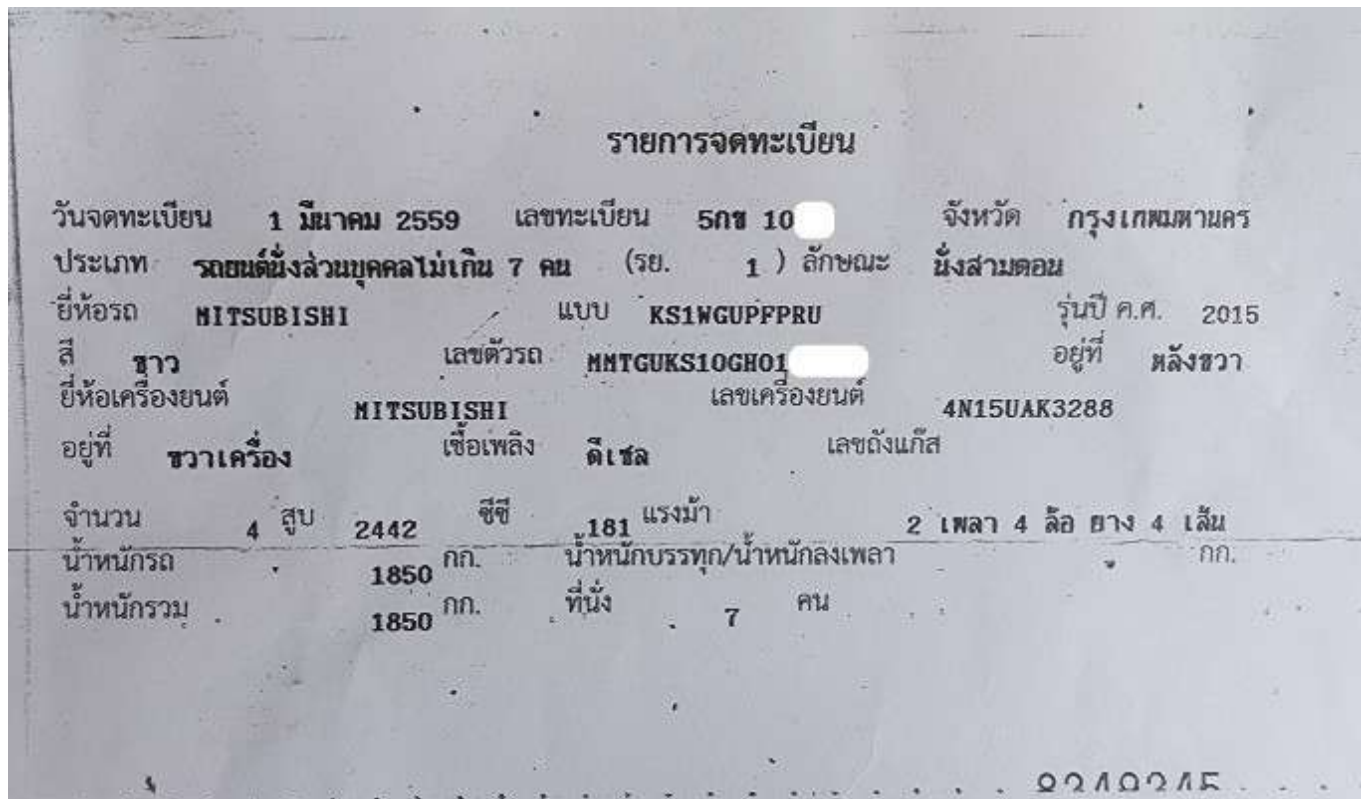 รายการจดทะเบียน
วันจดทะเบียน 1 มีนาคม 2559 เลขทะเบียน 5กข 10 จังหวัด กรุงเทพมหานคร
ประเภท รถยนต์นั่งส่วนบุคคลไม่เกิน 7 คน (รย. 1 ) ลักษณะ นั่งสามตอน
ยี่ห้อรถ MITSUBISHI แบบ KS1WGUPFPRU รุ่นปี ค.ศ. 2015
สี ขาว เลขตัวรถ MMTGUKS10GH01 อยู่ที่ หลังขวา
ยี่ห้อเครื่องยนต์ MITSUBISHI เลขเครื่องยนต์ 4N15UAK3288
อยู่ที่ ขวาเครื่อง เชื้อเพลิง ดีเซล เลขถังแก๊ส
จำนวน 4 สูบ 2442 ซีซี 181 แรงม้า 2 เพลา 4 ล้อ ยาง 4 เส้น
น้ำหนักรถ 1850 กก. น้ำหนักบรรทุก/น้ำหนักลงเพลา - กก.
น้ำหนักรวม 1850 กก. ที่นั่ง 7 คน